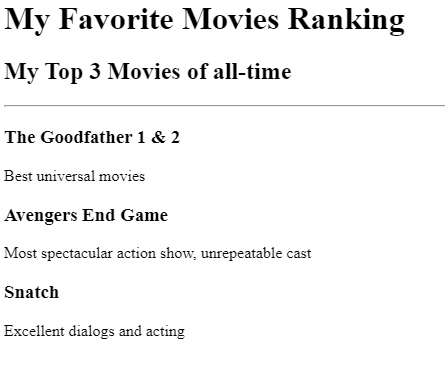 My Favorite Movies Ranking
My Top 3 Movies of all-time
The Goodfather 1 & 2
Best universal movies
Avengers End Game
Most spectacular action show, unrepeatable cast
Snatch
Excellent dialogs and acting